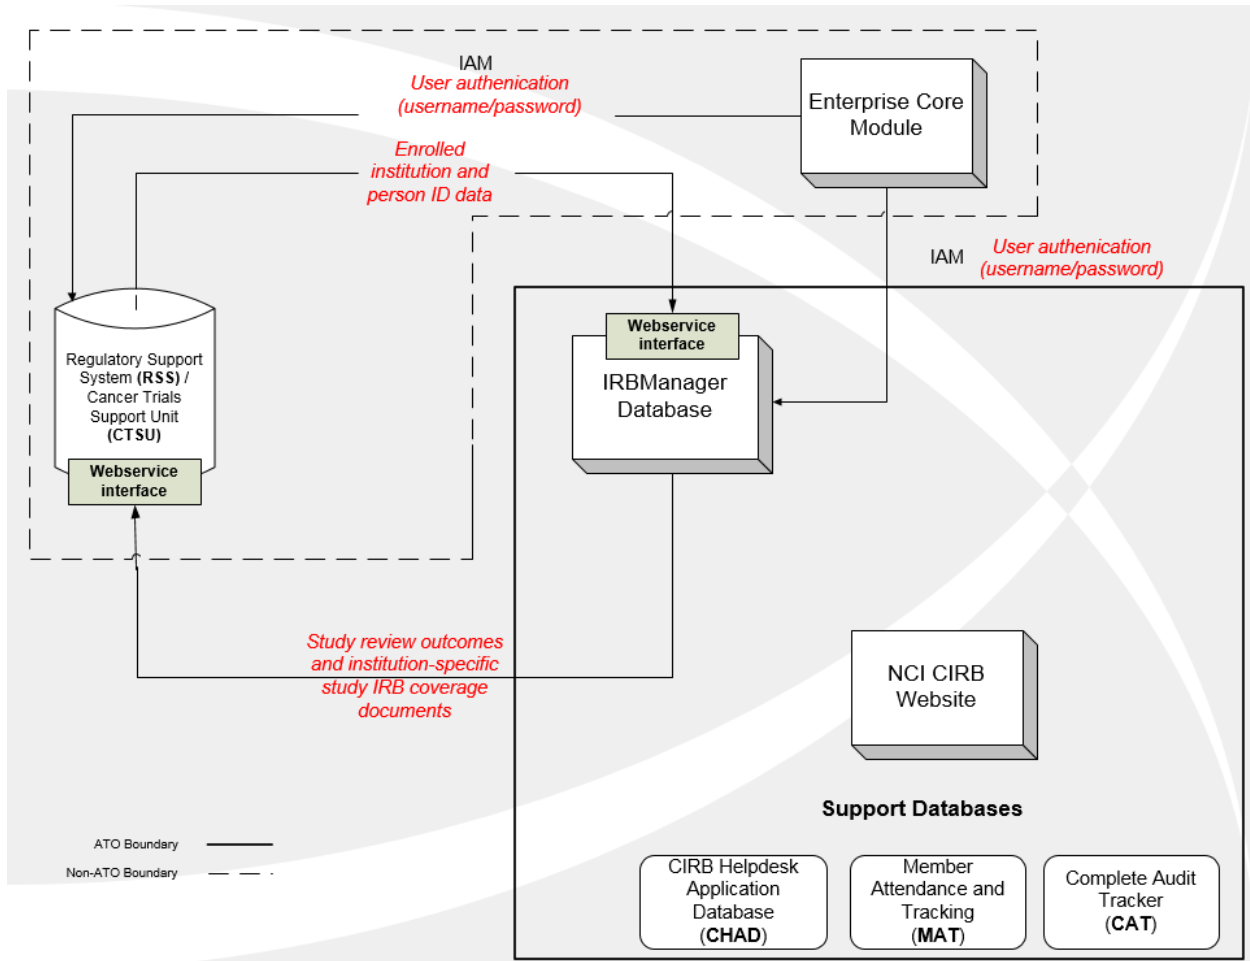 IAM
User authenication
(username/password)
Enterprise Core
Module
Enrolled
institution and
person ID data
IAM
User authenication
(username/password)
Webservice
interface
IRBManager
Database
Regulatory Support
System (RSS) /
Cancer Trials
Support Unit
(CTSU)
Webservice
interface
Study review outcomes
and institution-specific
study IRB coverage
documents
NCI CIRB
Website
Support Databases
ATO Boundary
Non-ATO Boundary
CIRB Helpdesk
Application
Database
(CHAD)
Member
Attendance and
Tracking
(MAT)
Complete Audit
Tracker
(CAT)